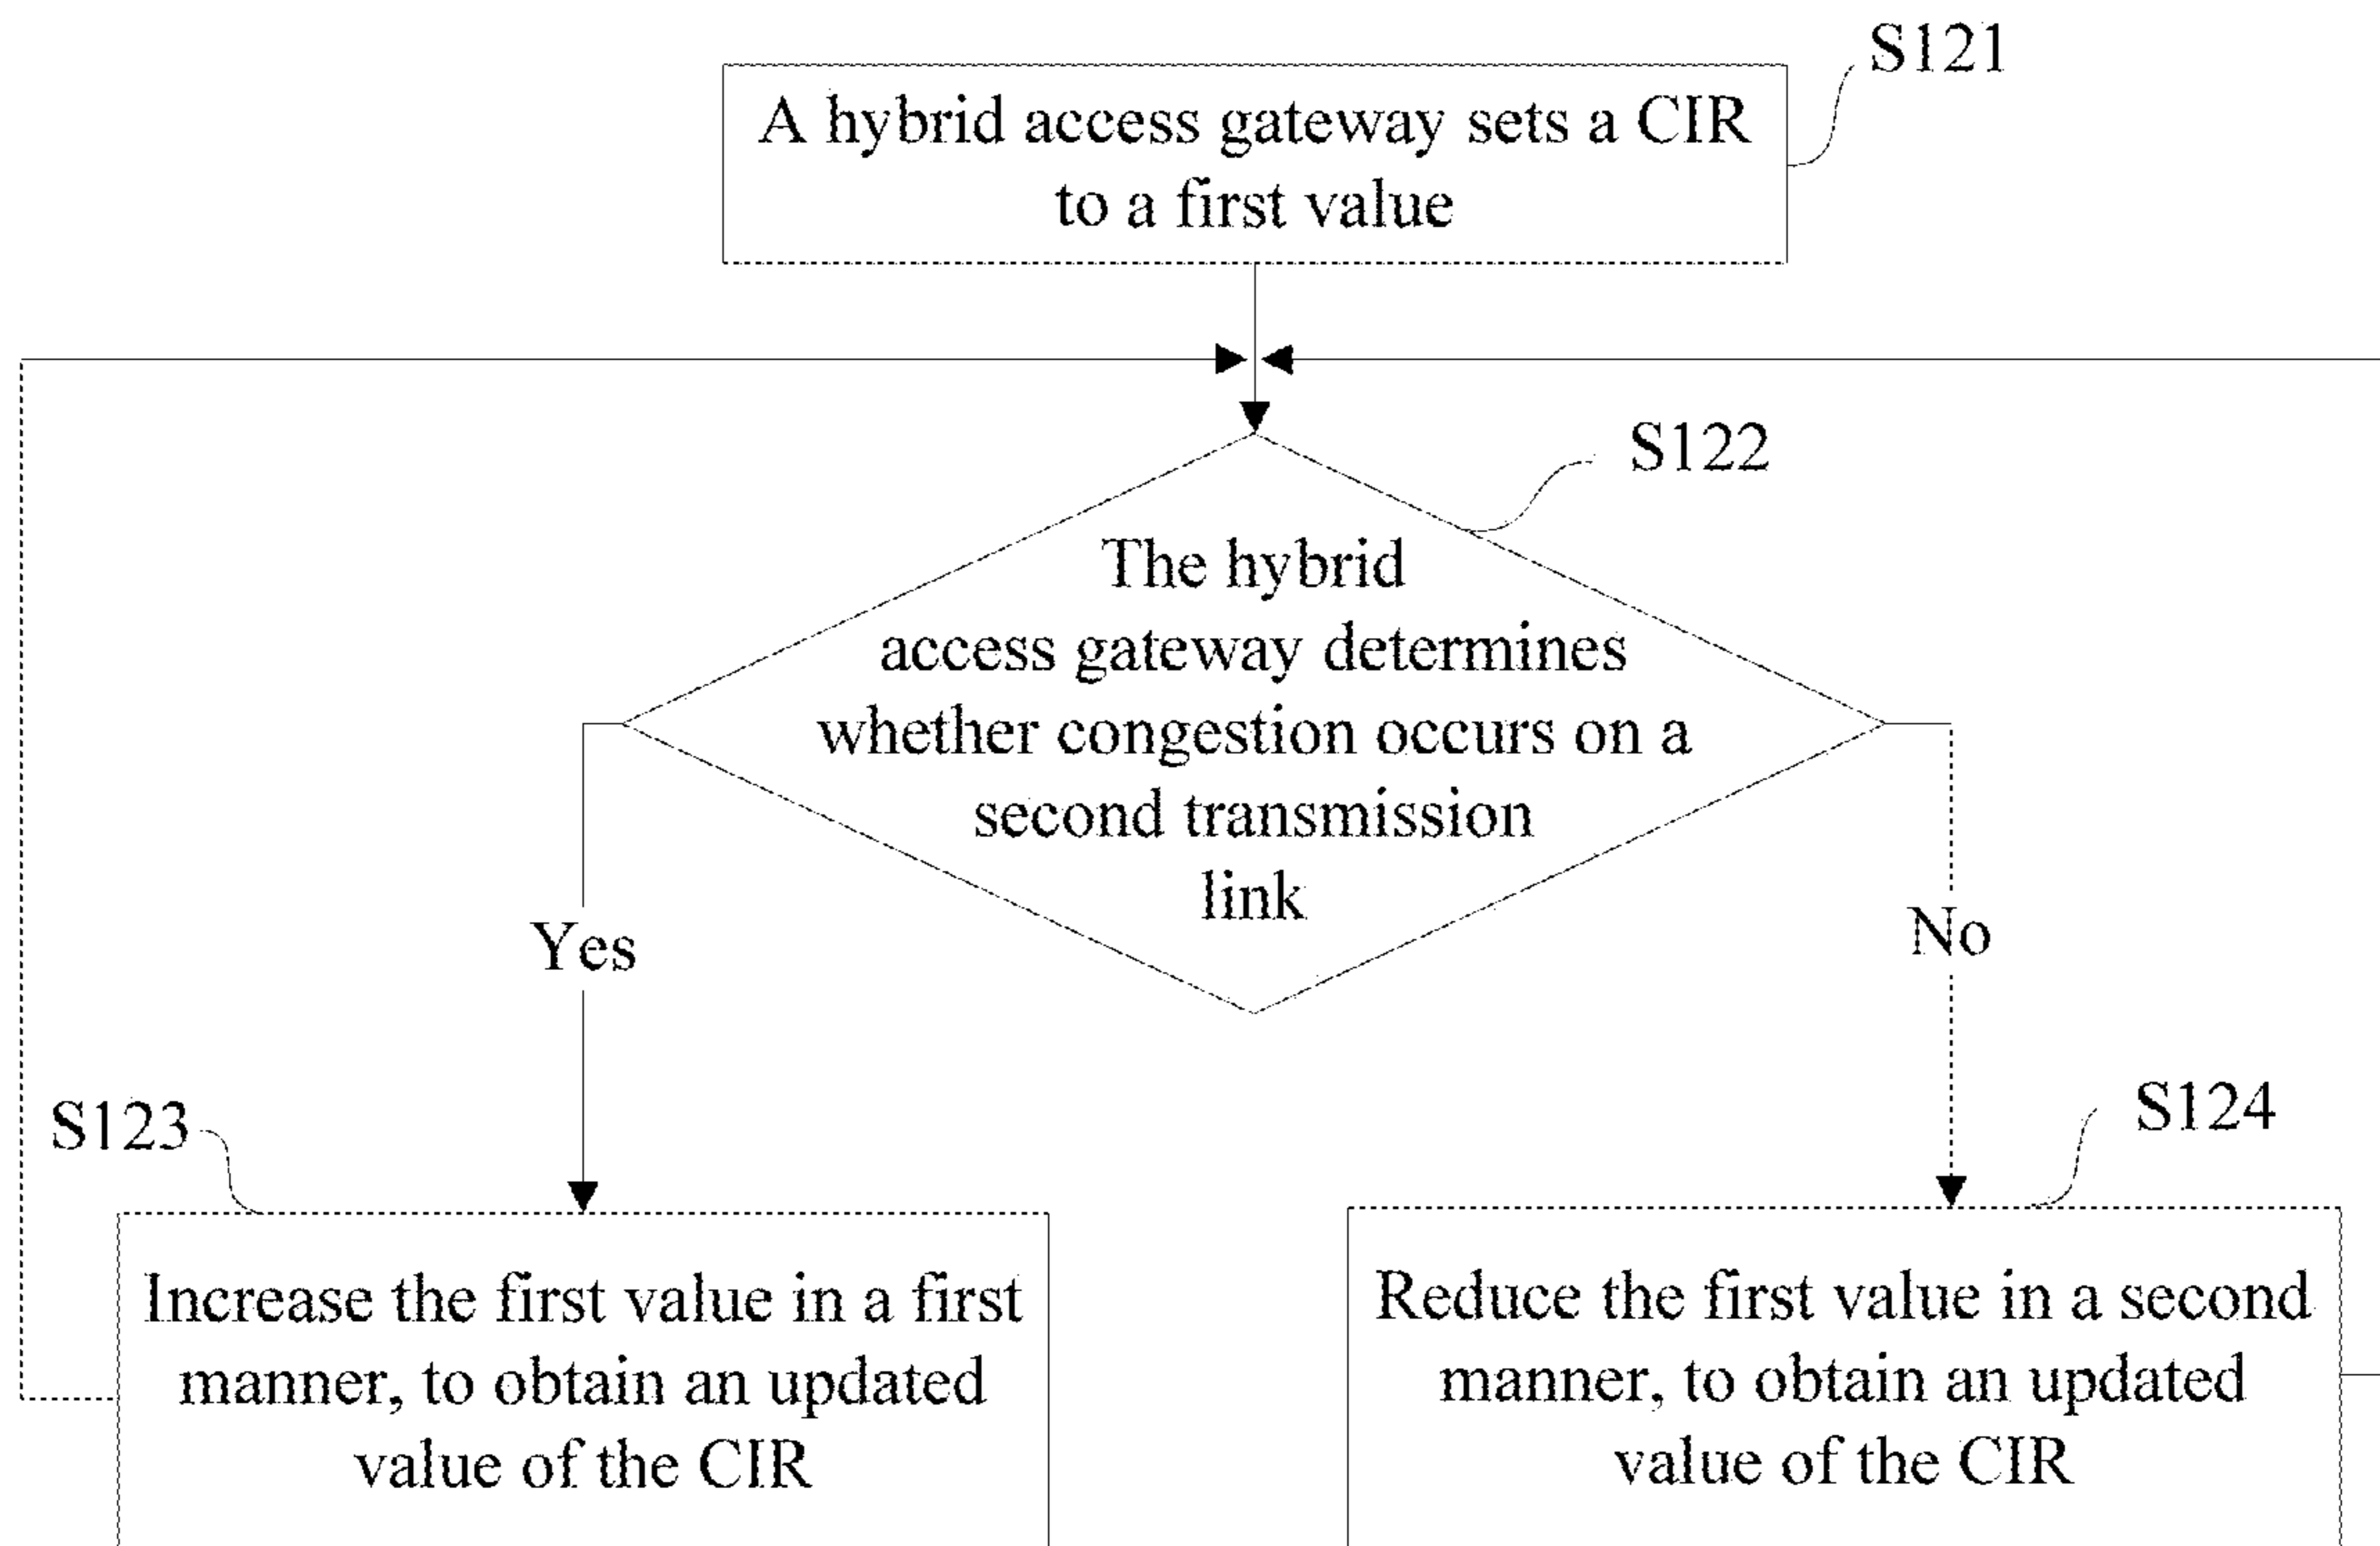 S121
A hybrid access gateway sets a CIR
to a first value
S122
The hybrid
access gateway determines
whether congestion occurs on a
second transmission
link
Yes
No
S123
S124
Increase the first value in a first
manner, to obtain an updated
value of the CIR
Reduce the first value in a second
manner, to obtain an updated
value of the CIR